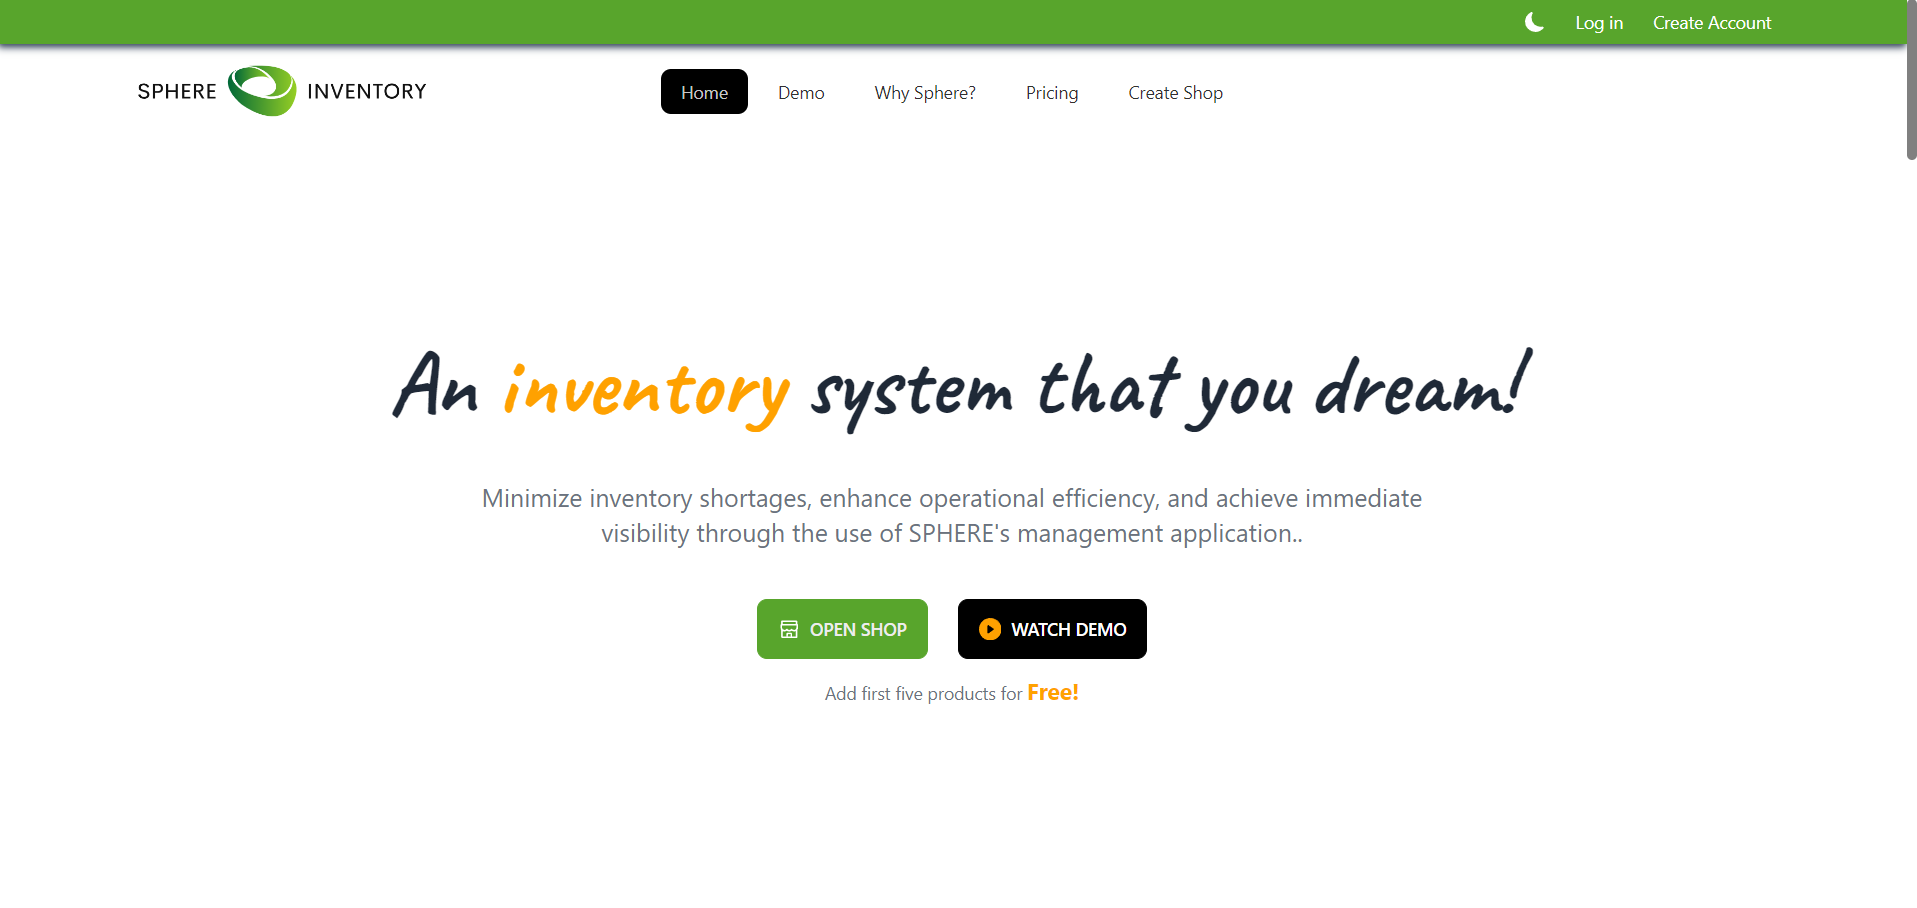 Log in Create Account
SPHERE INVENTORY
Home Demo Why Sphere? Pricing Create Shop
An inventory system that you dream!
Minimize inventory shortages, enhance operational efficiency, and achieve immediate
visibility through the use of SPHERE's management application..
OPEN SHOP WATCH DEMO
Add first five products for Free!